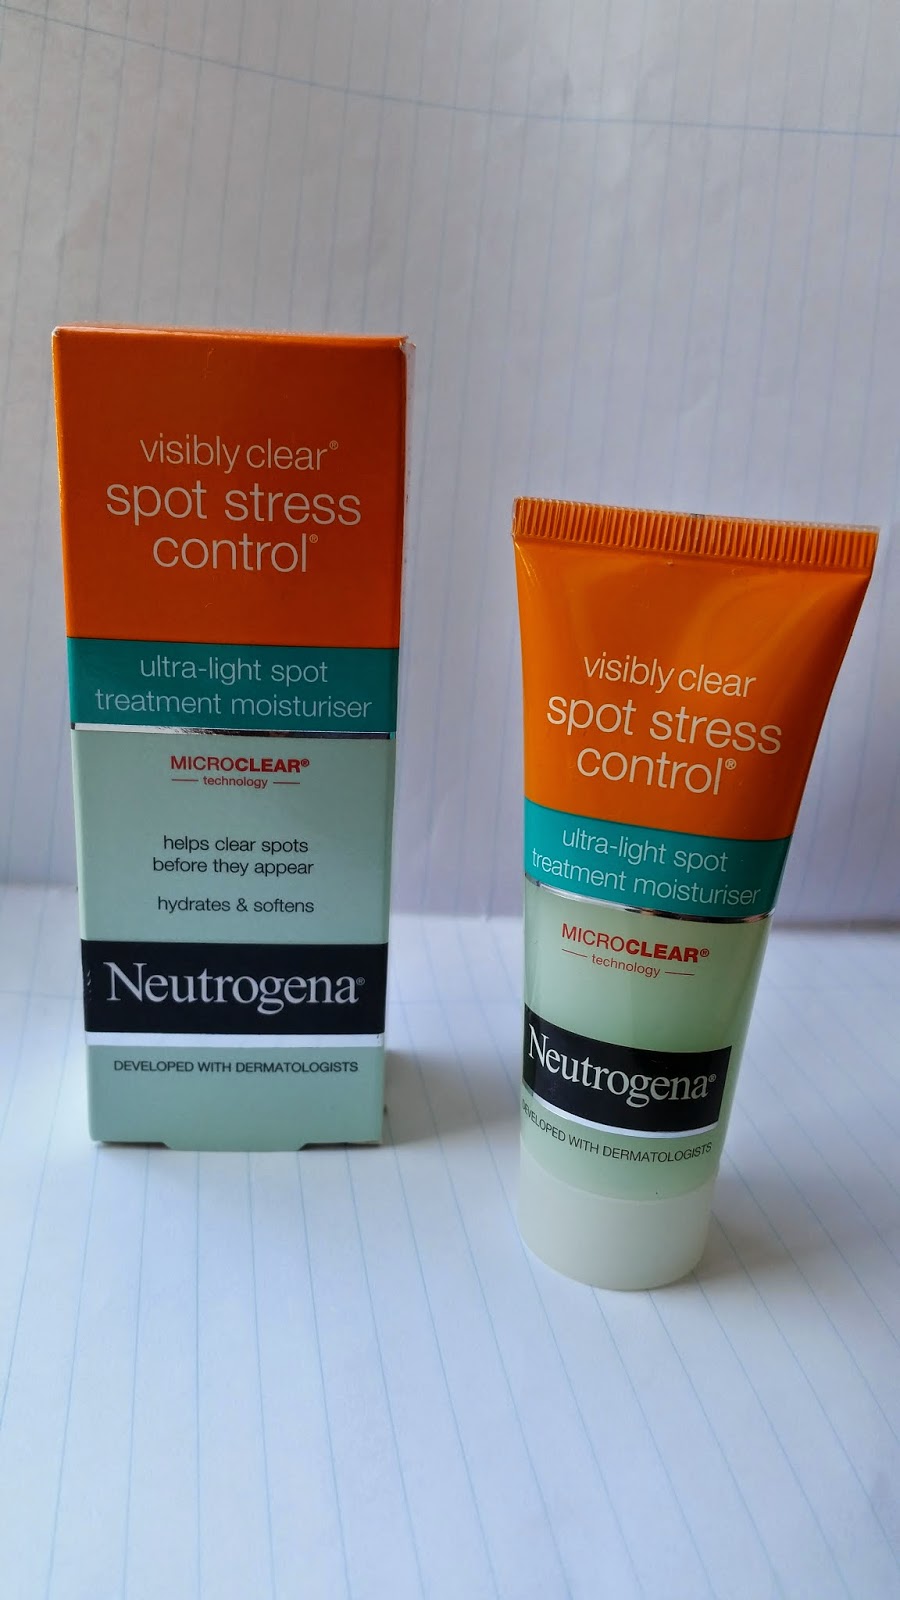 visibly clear®
spot stress
control®
ultra-light spot
treatment moisturiser
MICROCLEAR®
technology
helps clear spots
before they appear
hydrates & softens
Neutrogena®
DEVELOPED WITH DERMATOLOGISTS
visibly clear
spot stress
control®
ultra-light spot
treatment moisturiser
MICROCLEAR®
technology
Neutrogena®
DEVELOPED WITH DERMATOLOGISTS